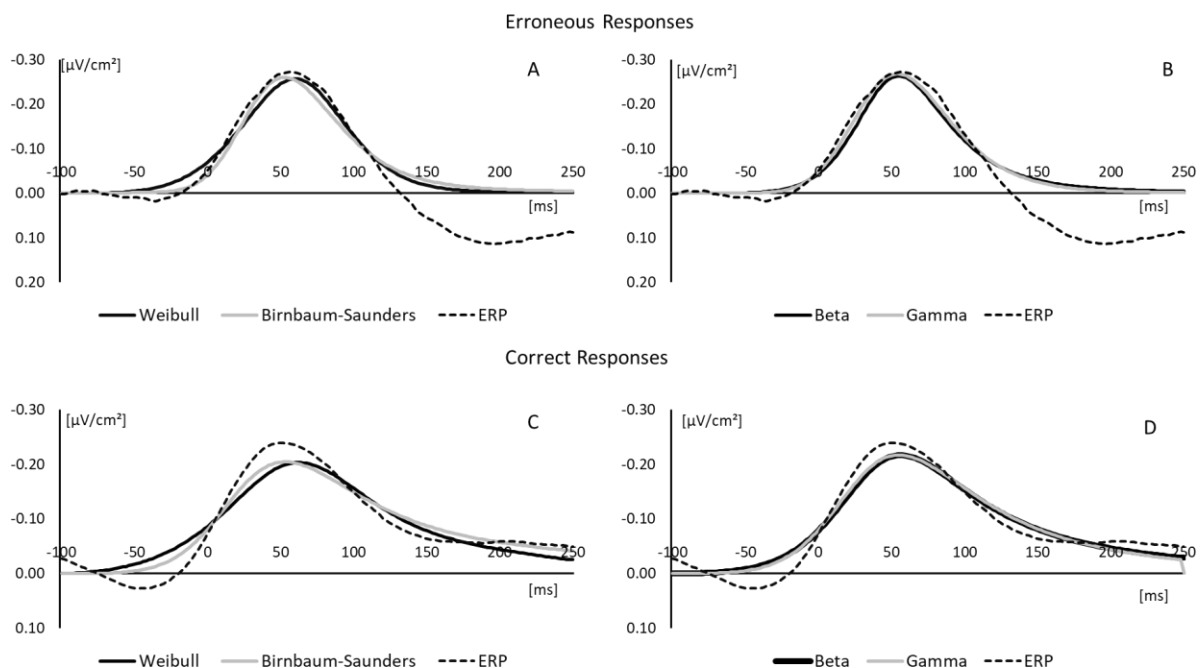 Erroneous Responses
[µV/cm²]
A
-0.30
-0.20
-0.10
0.00
0.10
0.20
-100 -50 0 50 100 150 200 250
[ms]
Weibull Birnbaum-Saunders ERP
[µV/cm²]
B
-0.30
-0.20
-0.10
0.00
0.10
0.20
-100 -50 0 50 100 150 200 250
[ms]
Beta Gamma ERP
Correct Responses
[µV/cm²]
C
-0.30
-0.20
-0.10
0.00
0.10
-100 -50 0 50 100 150 200 250
[ms]
Weibull Birnbaum-Saunders ERP
[µV/cm²]
D
-0.30
-0.20
-0.10
0.00
0.10
-100 -50 0 50 100 150 200 250
[ms]
Beta Gamma ERP